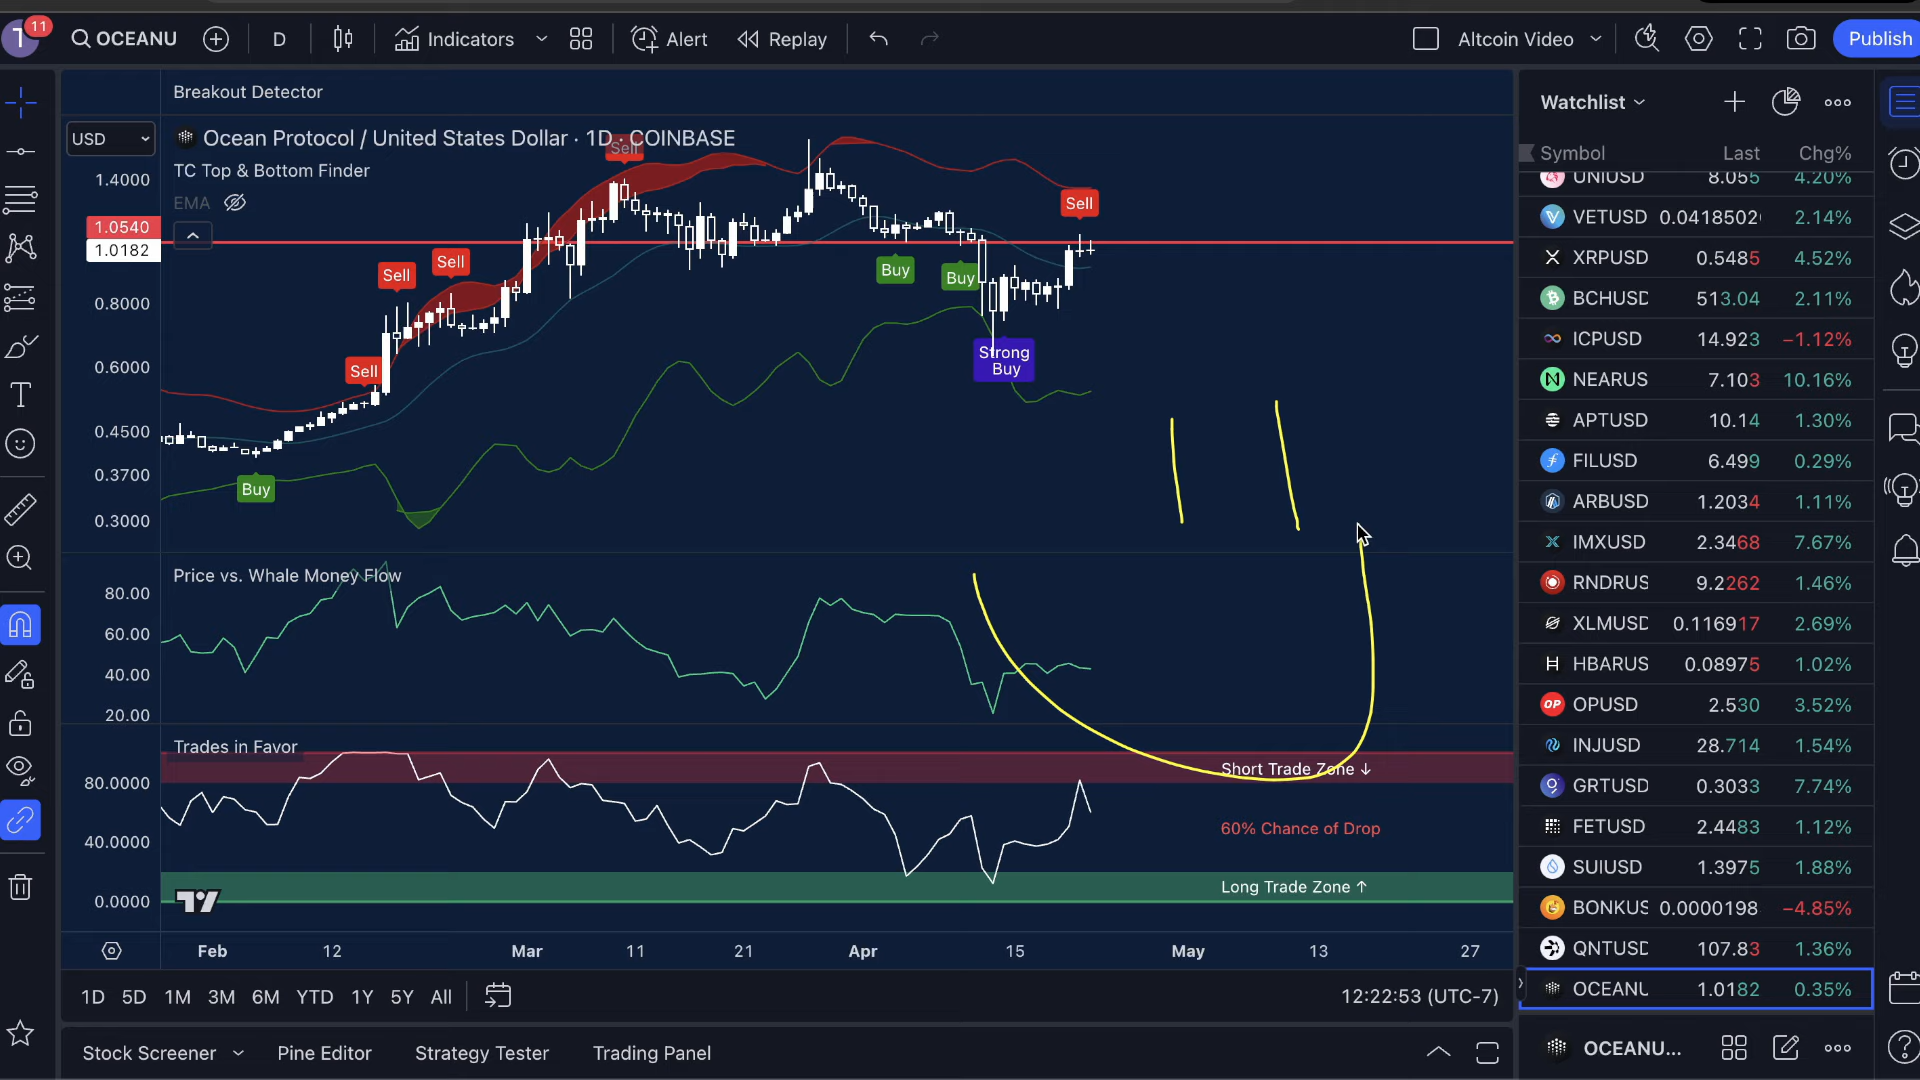 T 11 OCEANU D Indicators Alert Replay Altcoin Video Publish
Breakout Detector
USD
Ocean Protocol / United States Dollar · 1D · COINBASE
TC Top & Bottom Finder
EMA
1.4000
1.0540
1.0182
0.8000
0.6000
0.4500
0.3700
0.3000
Sell
Sell
Sell
Sell
Sell
Buy
Buy
Buy
Strong
Buy
Price vs. Whale Money Flow
80.00
60.00
40.00
20.00
Trades in Favor
80.0000
40.0000
0.0000
Short Trade Zone ↓
60% Chance of Drop
Long Trade Zone ↑
Feb 12 Mar 11 21 Apr 15 May 13 27
1D 5D 1M 3M 6M YTD 1Y 5Y All 12:22:53 (UTC-7)
Stock Screener Pine Editor Strategy Tester Trading Panel
Watchlist
Symbol Last Chg%
UNIUSD 8.055 4.20%
VETUSD 0.0418502 2.14%
XRPUSD 0.5485 4.52%
BCHUSD 513.04 2.11%
ICPUSD 14.923 −1.12%
NEARUS 7.103 10.16%
APTUSD 10.14 1.30%
FILUSD 6.499 0.29%
ARBUSD 1.2034 1.11%
IMXUSD 2.3468 7.67%
RNDRUS 9.2262 1.46%
XLMUSD 0.116917 2.69%
HBARUS 0.08975 1.02%
OPUSD 2.530 3.52%
INJUSD 28.714 1.54%
GRTUSD 0.3033 7.74%
FETUSD 2.4483 1.12%
SUIUSD 1.3975 1.88%
BONKUS 0.0000198 −4.85%
QNTUSD 107.83 1.36%
OCEANU 1.0182 0.35%
OCEANU...